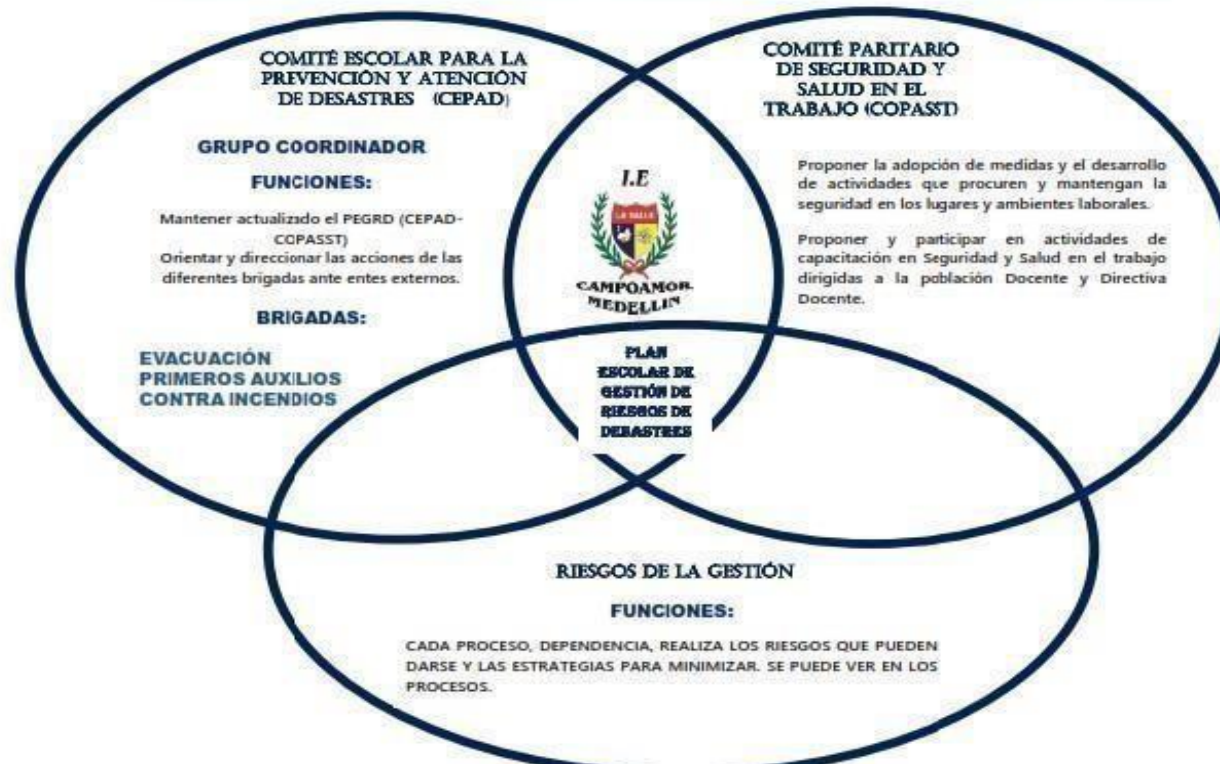 COMITÉ ESCOLAR PARA LA
PREVENCIÓN Y ATENCIÓN
DE DESASTRES (CEPAD)
GRUPO COORDINADOR
FUNCIONES:
Mantener actualizado el PEGRD (CEPAD-
COPASST)
Orientar y direccionar las acciones de las
diferentes brigadas ante entes externos.
BRIGADAS:
EVACUACIÓN
PRIMEROS AUXILIOS
CONTRA INCENDIOS
I.E
LA SALLE
CAMPOAMOR
MEDELLIN
PLAN
ESCOLAR DE
GESTIÓN DE
RIESGOS DE
DESASTRES
COMITÉ PARITARIO
DE SEGURIDAD Y
SALUD EN EL
TRABAJO (COPASST)
Proponer la adopción de medidas y el desarrollo
de actividades que procuren y mantengan la
seguridad en los lugares y ambientes laborales.
Proponer y participar en actividades de
capacitación en Seguridad y Salud en el trabajo
dirigidas a la población Docente y Directiva
Docente.
RIESGOS DE LA GESTIÓN
FUNCIONES:
CADA PROCESO, DEPENDENCIA, REALIZA LOS RIESGOS QUE PUEDEN
DARSE Y LAS ESTRATEGIAS PARA MINIMIZAR. SE PUEDE VER EN LOS
PROCESOS.